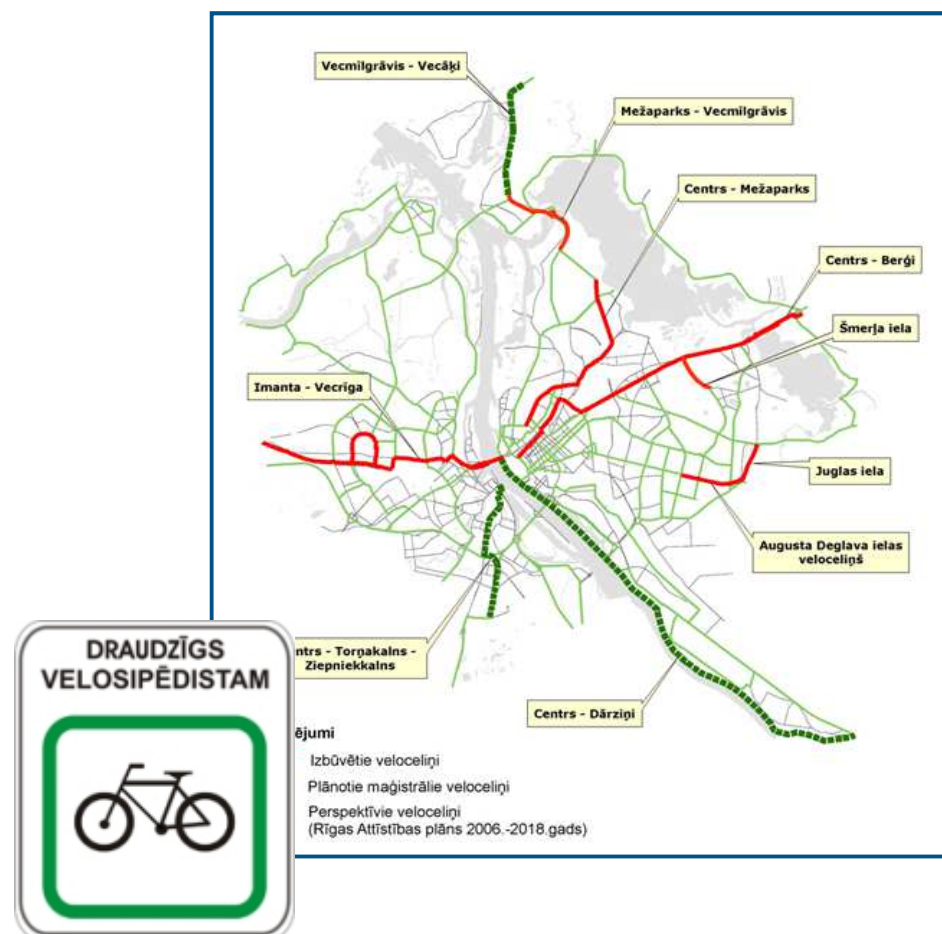 Vecmīlgrāvis - Vecāķi
Mežaparks - Vecmīlgrāvis
Centrs - Mežaparks
Centrs - Berģi
Šmerļa iela
Imanta - Vecrīga
Juglas iela
Augusta Deglava ielas
veloceliņš
ntrs - Torņakalns -
Ziepniekkalns
Centrs - Dārziņi
DRAUDZĪGS
VELOSIPĒDISTAM
ējumi
Izbūvētie veloceliņi
Plānotie maģistrālie veloceliņi
Perspektīvie veloceliņi
(Rīgas Attīstības plāns 2006.-2018.gads)